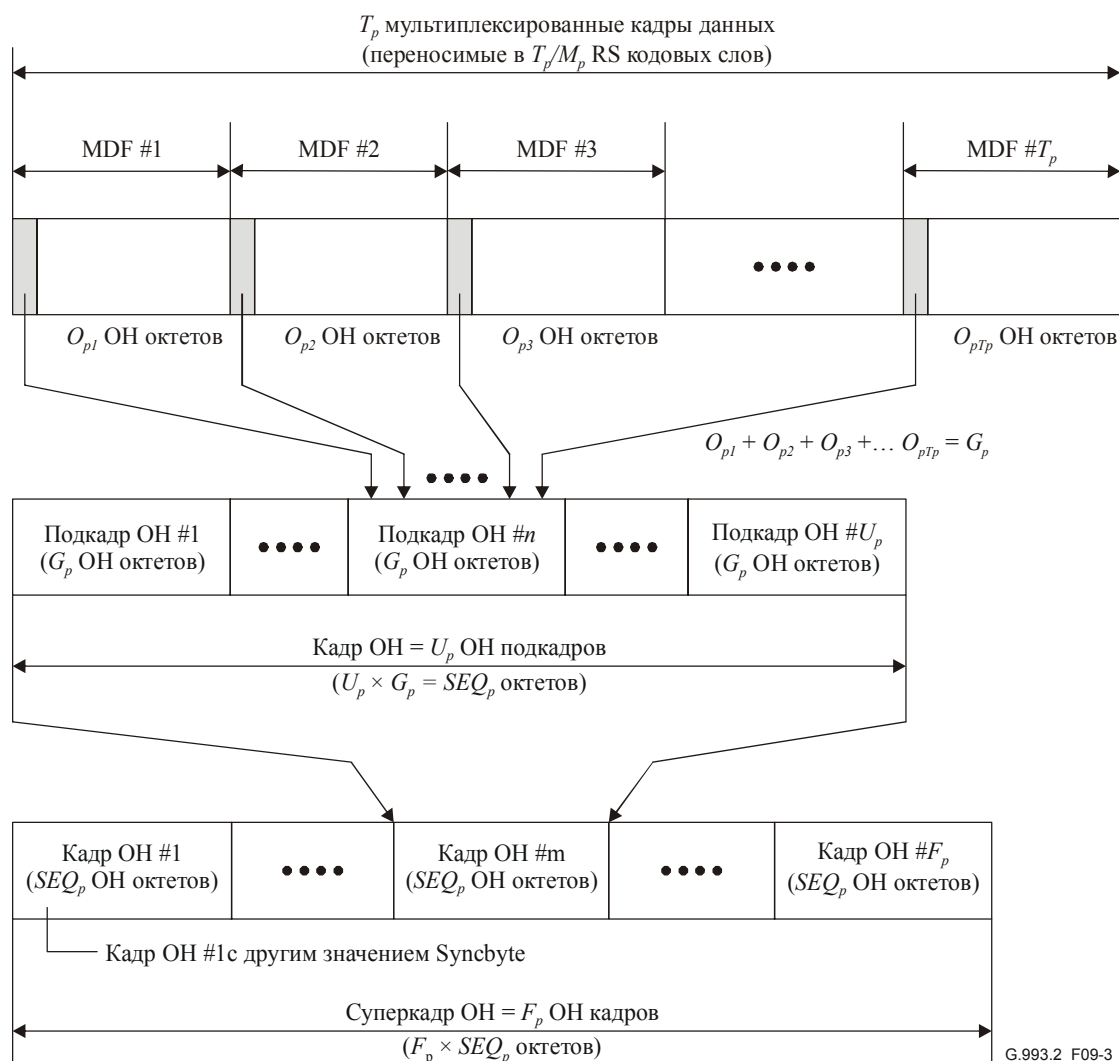 T_p мультиплексированные кадры данных
(переносимые в T_p/M_p RS кодовых слов)
MDF #1
MDF #2
MDF #3
MDF #T_p
O_p1 OH октетов
O_p2 OH октетов
O_p3 OH октетов
O_pTp OH октетов
O_p1 + O_p2 + O_p3 +… O_pTp = G_p
Подкадр OH #1
(G_p OH октетов)
Подкадр OH #n
(G_p OH октетов)
Подкадр OH #U_p
(G_p OH октетов)
Кадр OH = U_p OH подкадров
(U_p × G_p = SEQ_p октетов)
Кадр OH #1
(SEQ_p OH октетов)
Кадр OH #m
(SEQ_p OH октетов)
Кадр OH #F_p
(SEQ_p OH октетов)
Кадр OH #1с другим значением Syncbyte
Суперкадр OH = F_p OH кадров
(F_p × SEQ_p октетов)
G.993.2_F09-3